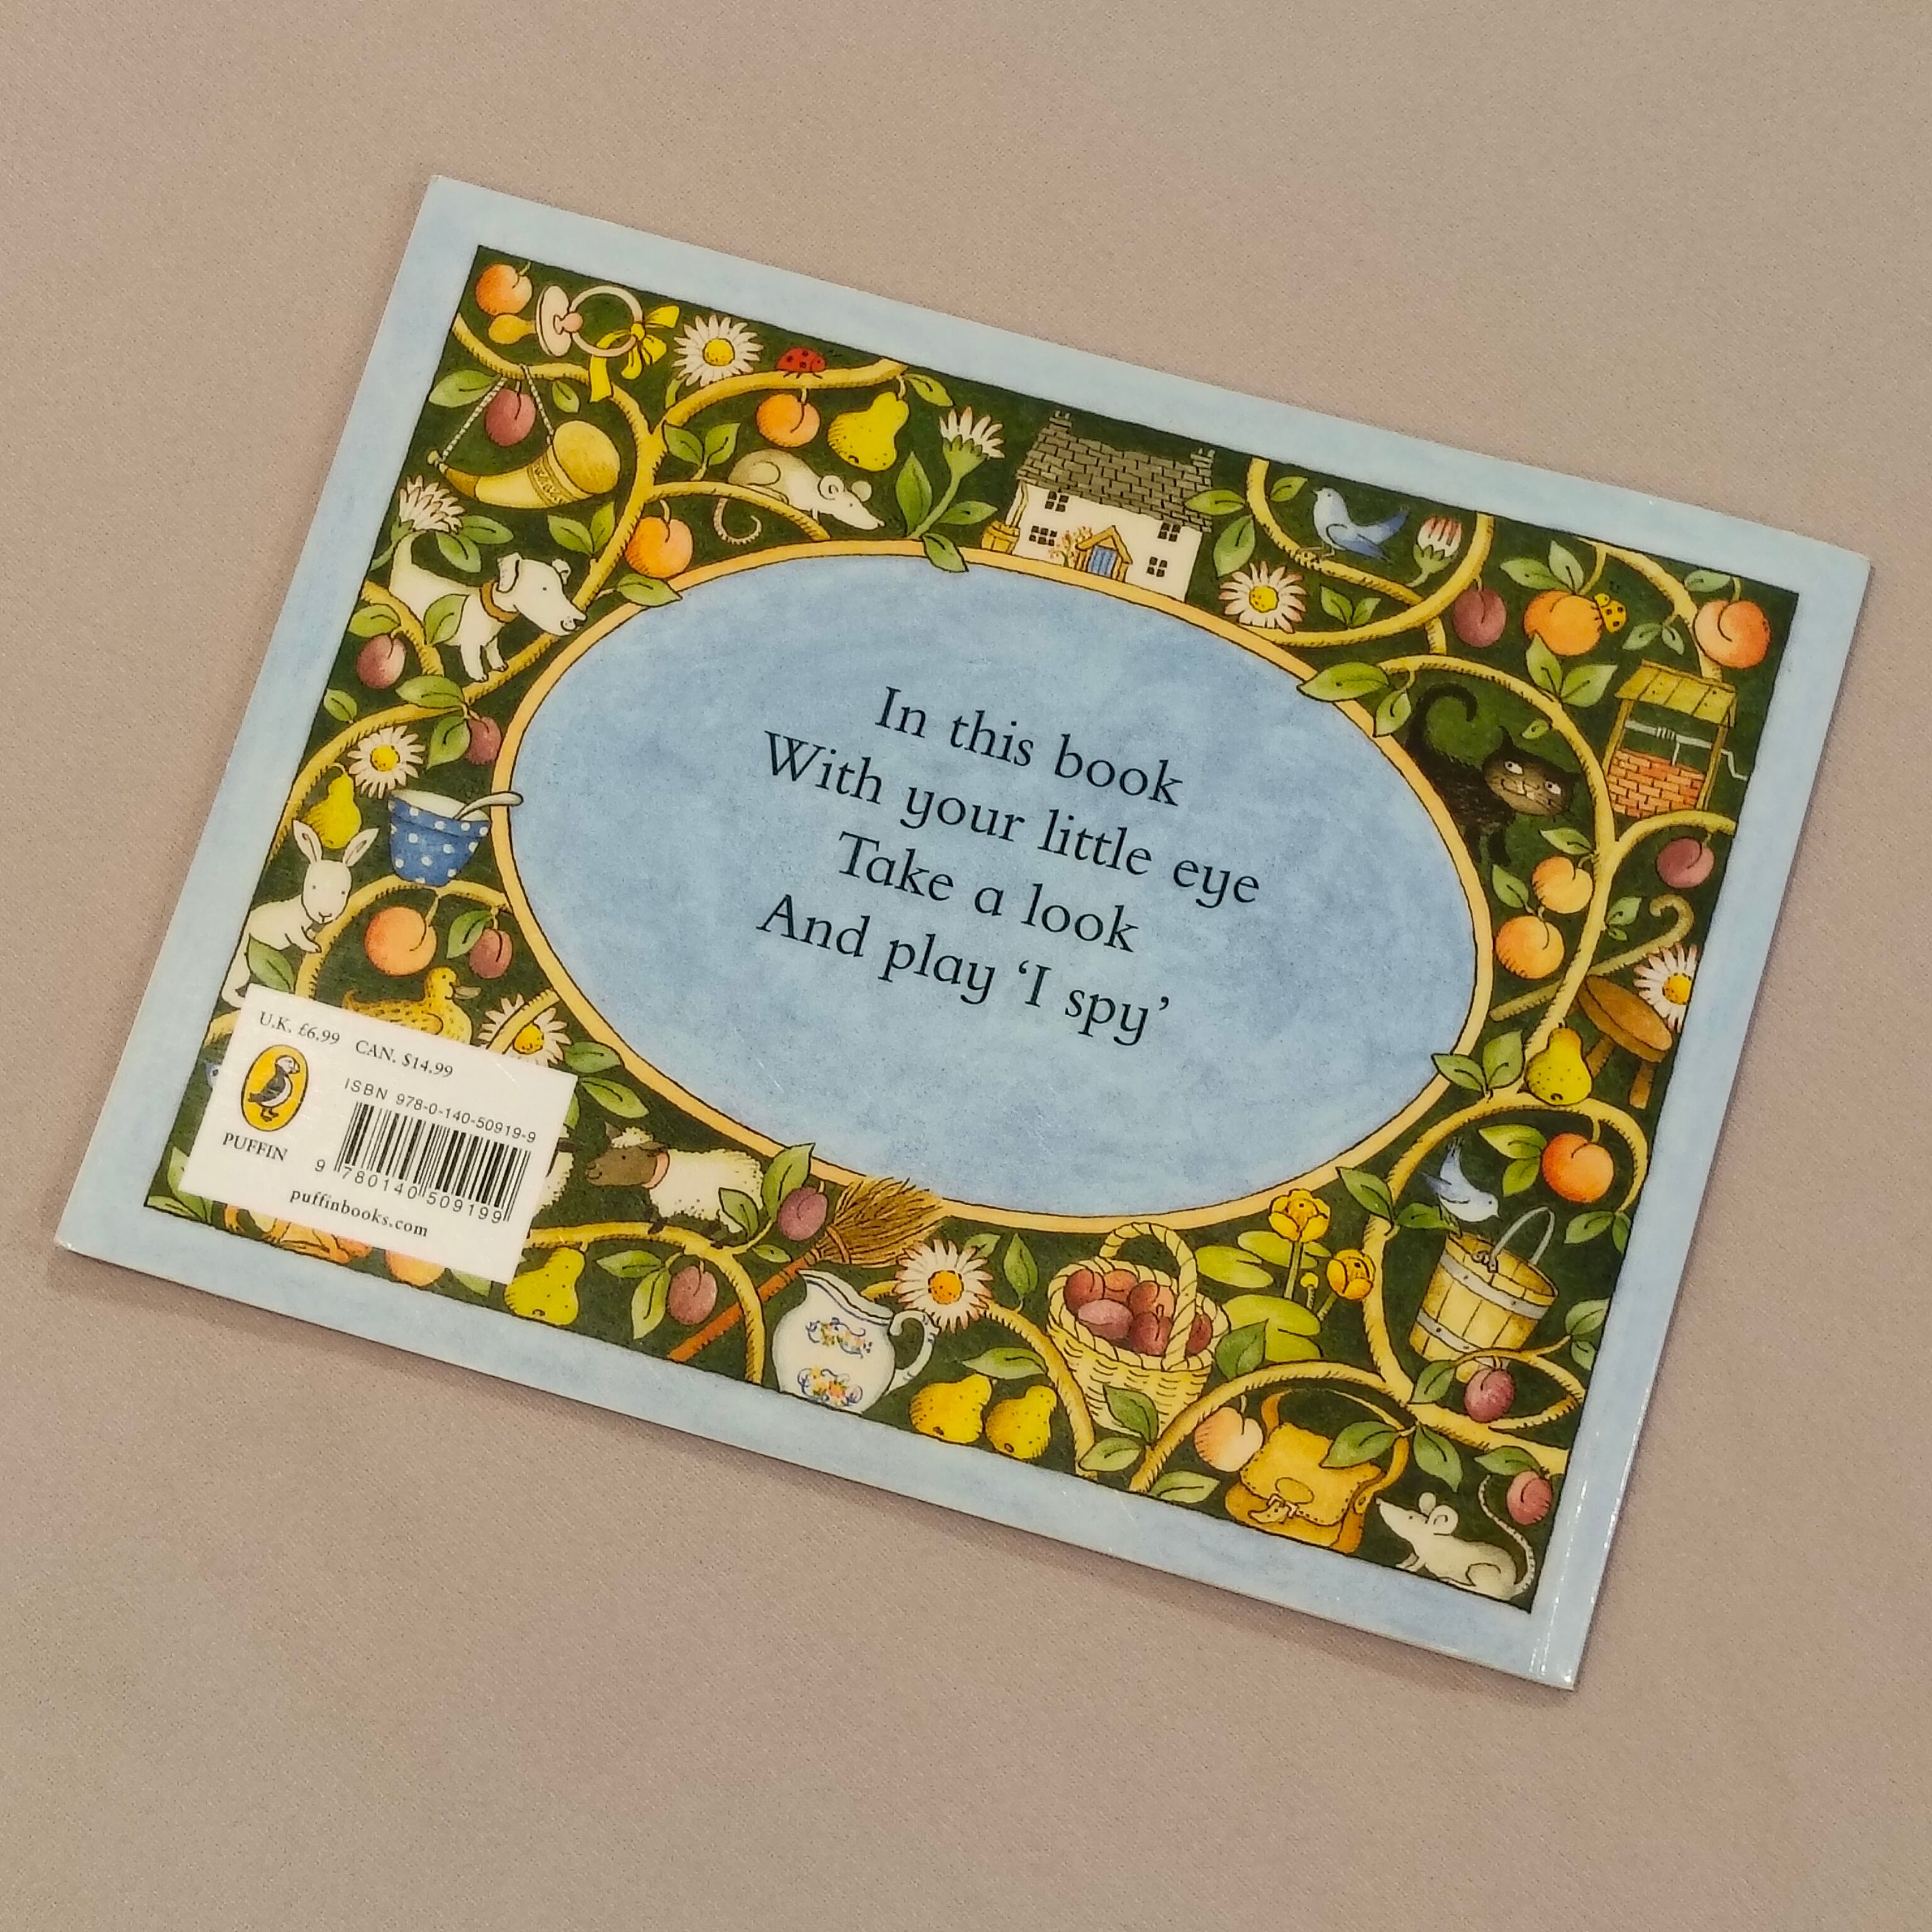 In this book
With your little eye
Take a look
And play ‘I spy’
U.K. £6.99 CAN. $14.99
ISBN 978-0-140-50919-9
PUFFIN
9 780140 509199
puffinbooks.com